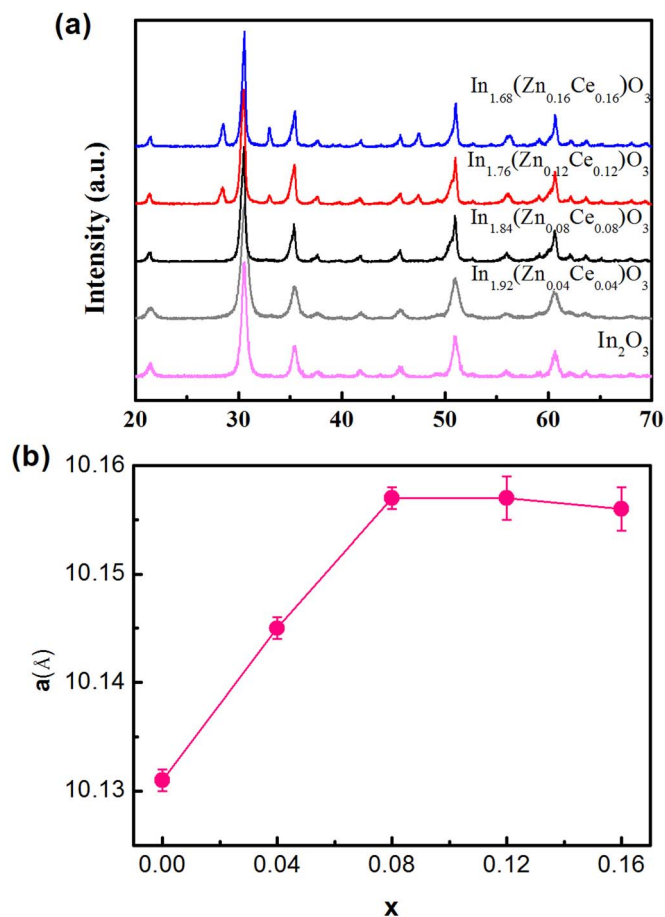 (a)
Intensity (a.u.)
In1.68(Zn0.16Ce0.16)O3
In1.76(Zn0.12Ce0.12)O3
In1.84(Zn0.08Ce0.08)O3
In1.92(Zn0.04Ce0.04)O3
In2O3
20 30 40 50 60 70
(b)
10.16
10.15
10.14
10.13
a(Å)
0.00 0.04 0.08 0.12 0.16
x